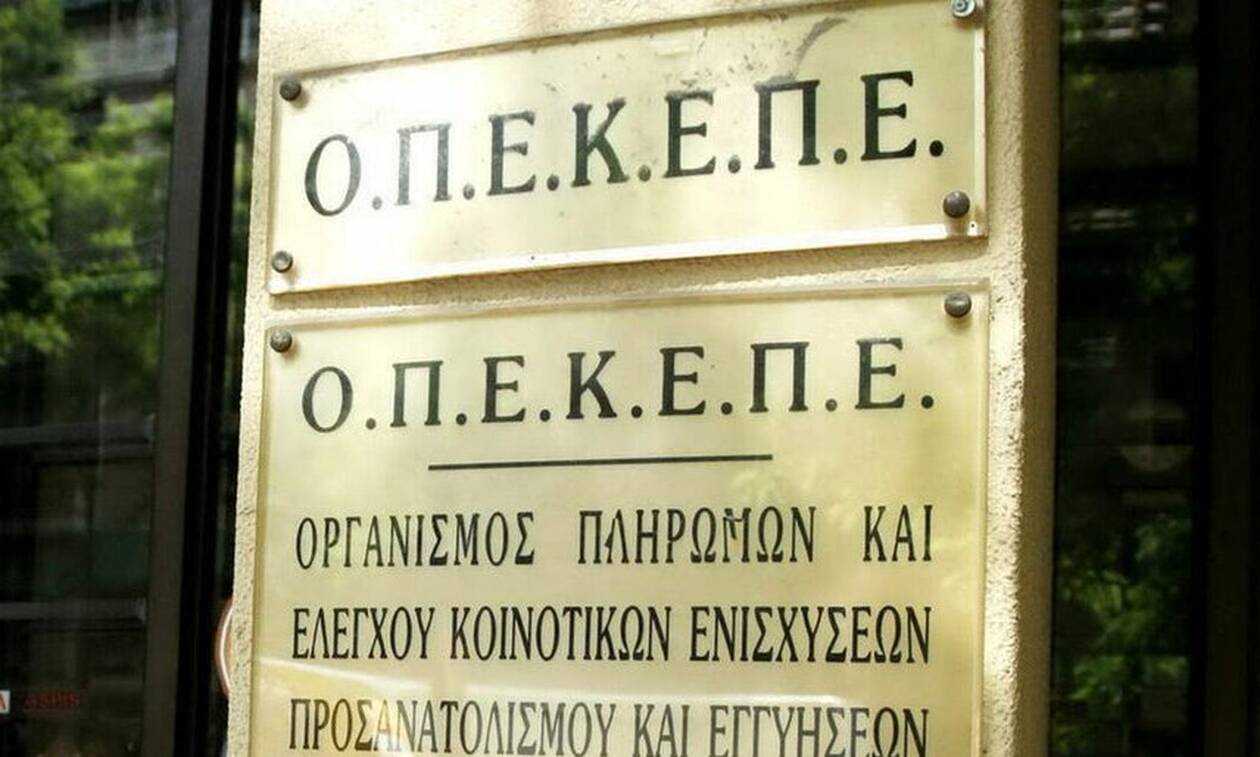 Ο.Π.Ε.Κ.Ε.Π.Ε.
Ο.Π.Ε.Κ.Ε.Π.Ε.
ΟΡΓΑΝΙΣΜΟΣ ΠΛΗΡΩΜΩΝ ΚΑΙ
ΕΛΕΓΧΟΥ ΚΟΙΝΟΤΙΚΩΝ ΕΝΙΣΧΥΣΕΩΝ
ΠΡΟΣΑΝΑΤΟΛΙΣΜΟΥ ΚΑΙ ΕΓΓΥΗΣΕΩΝ